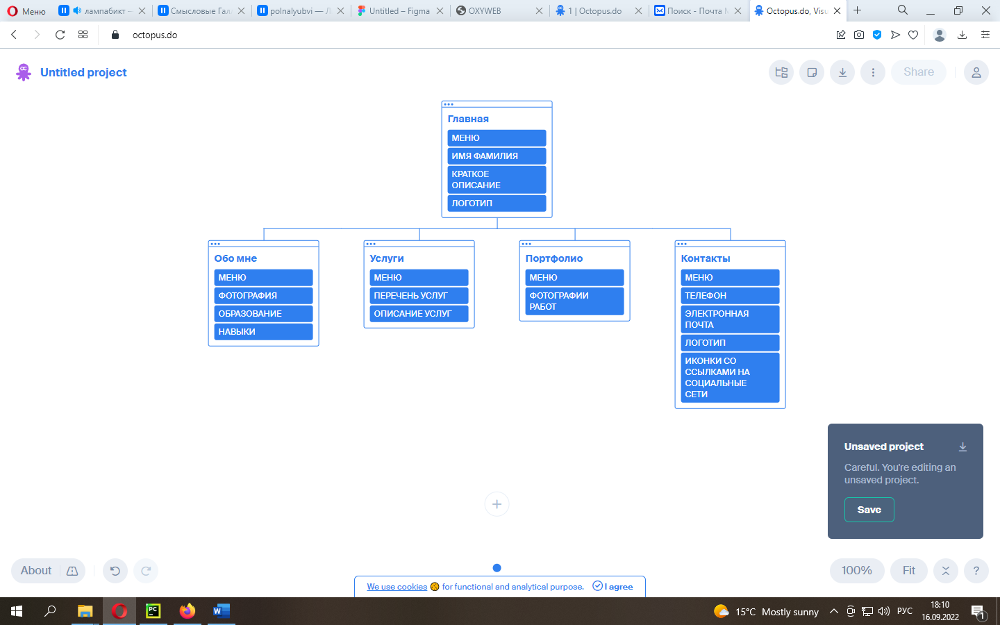 Меню
лампабикт –
Смысловые Гал
polnalyubvi — Л
Untitled – Figma
OXYWEB
1 | Octopus.do
Поиск - Почта
Octopus.do, Visu
octopus.do
Untitled project
Share
Главная
МЕНЮ
ИМЯ ФАМИЛИЯ
КРАТКОЕ
ОПИСАНИЕ
ЛОГОТИП
Обо мне
МЕНЮ
ФОТОГРАФИЯ
ОБРАЗОВАНИЕ
НАВЫКИ
Услуги
МЕНЮ
ПЕРЕЧЕНЬ УСЛУГ
ОПИСАНИЕ УСЛУГ
Портфолио
МЕНЮ
ФОТОГРАФИИ
РАБОТ
Контакты
МЕНЮ
ТЕЛЕФОН
ЭЛЕКТРОННАЯ
ПОЧТА
ЛОГОТИП
ИКОНКИ СО
ССЫЛКАМИ НА
СОЦИАЛЬНЫЕ
СЕТИ
Unsaved project
Careful. You're editing an
unsaved project.
Save
About
100%
Fit
?
We use cookies for functional and analytical purpose. I agree
PC
15°C Mostly sunny
РУС
18:10
16.09.2022
1